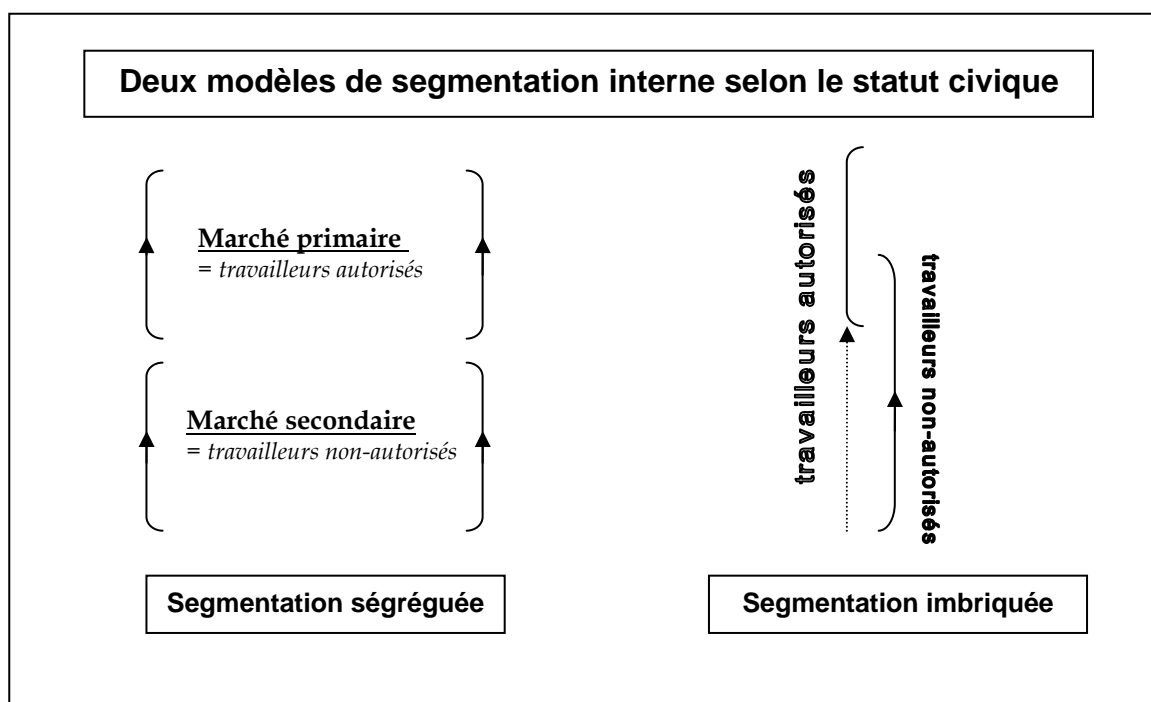 Deux modèles de segmentation interne selon le statut civique
Marché primaire
= travailleurs autorisés
Marché secondaire
= travailleurs non-autorisés
Segmentation ségréguée
travailleurs autorisés
travailleurs non-autorisés
Segmentation imbriquée